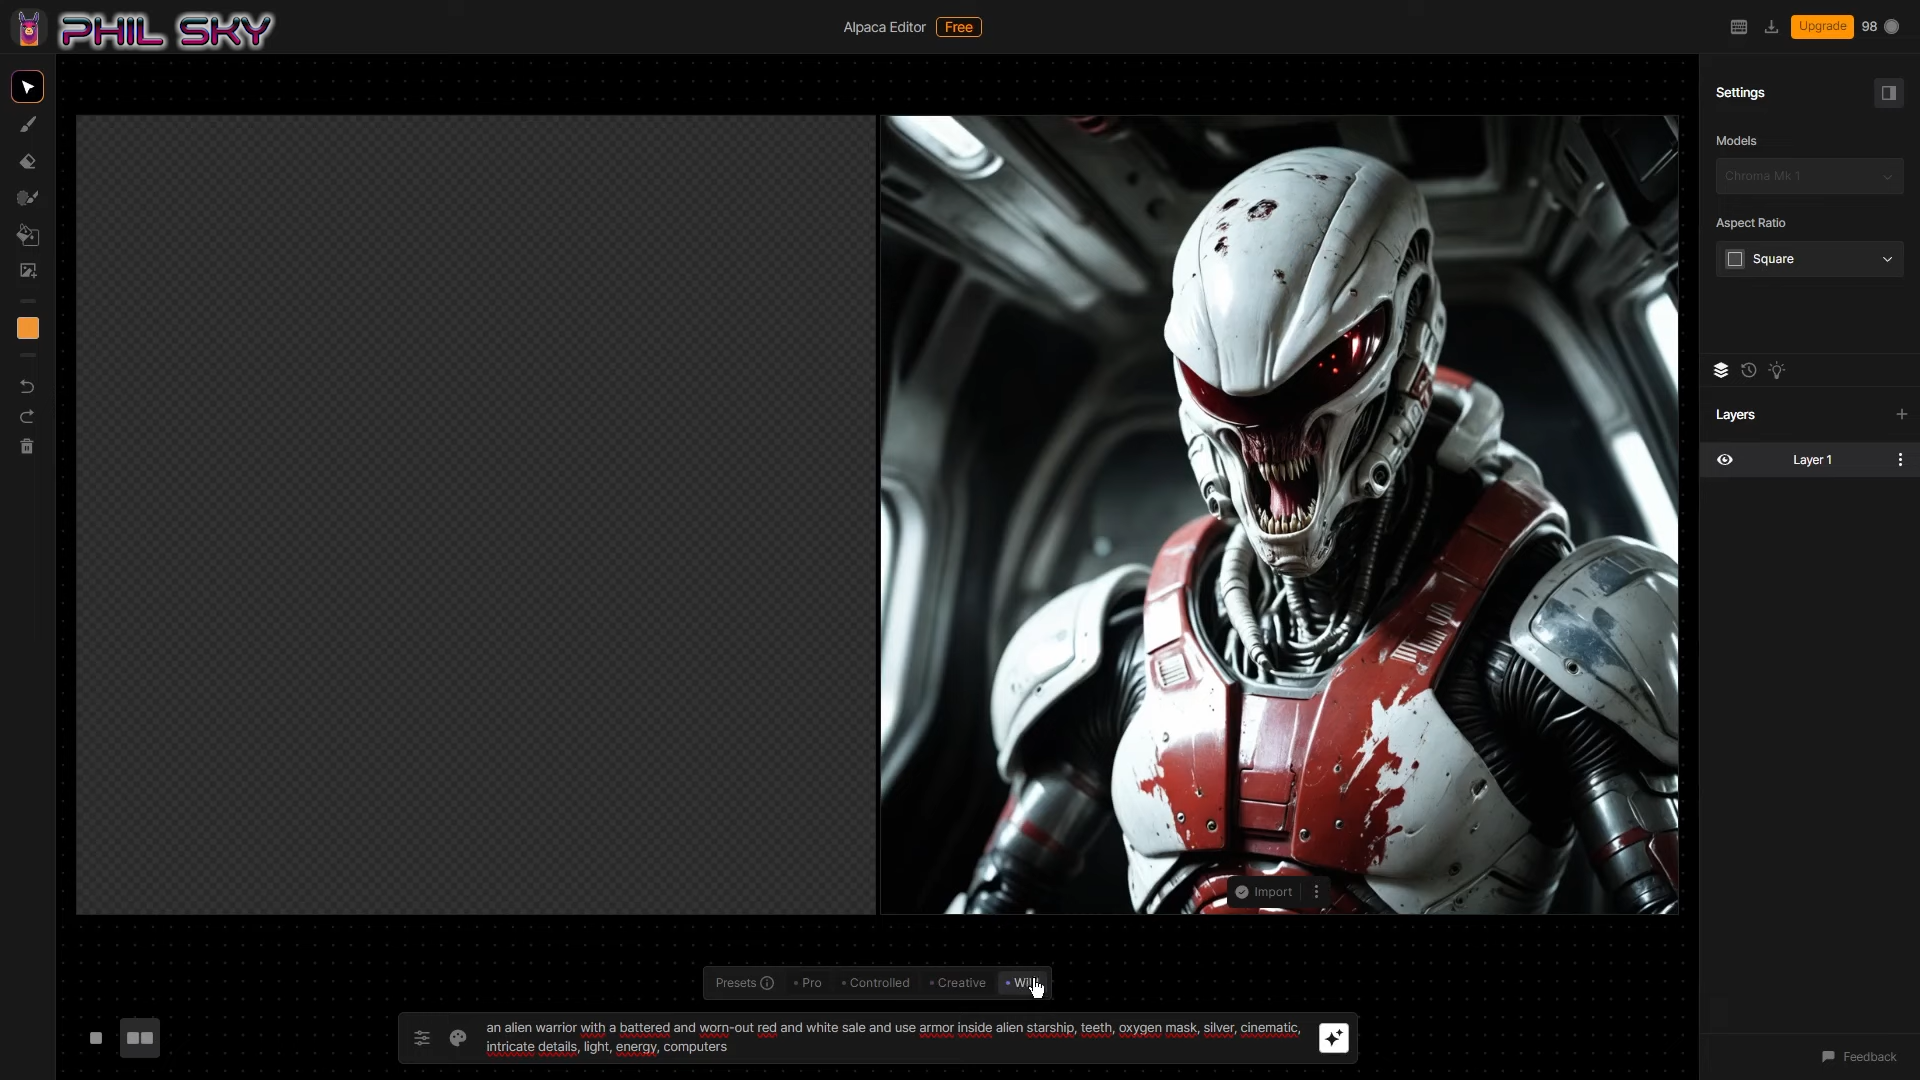 PHIL SKY
Alpaca Editor Free
Upgrade 98
Settings
Models
Chroma Mk 1
Aspect Ratio
Square
Layers
Layer 1
Import
Presets Pro Controlled Creative
an alien warrior with a battered and worn-out red and white sale and use armor inside alien starship, teeth, oxygen mask, silver, cinematic,
intricate details, light, energy, computers
Feedback